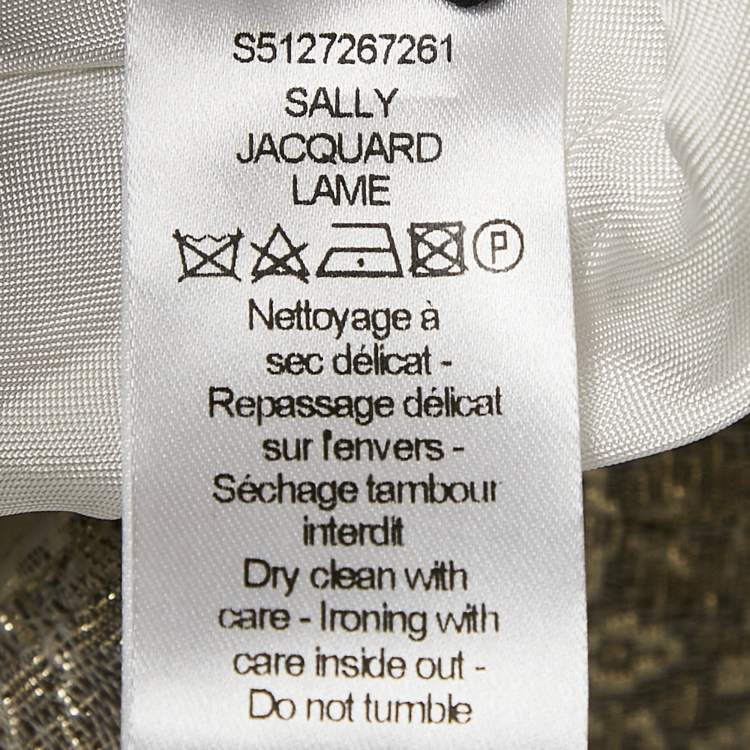 S5127267261
SALLY
JACQUARD
LAME
P
Nettoyage à
sec délicat -
Repassage délicat
sur l'envers -
Séchage tambour
interdit
Dry clean with
care - Ironing with
care inside out -
Do not tumble